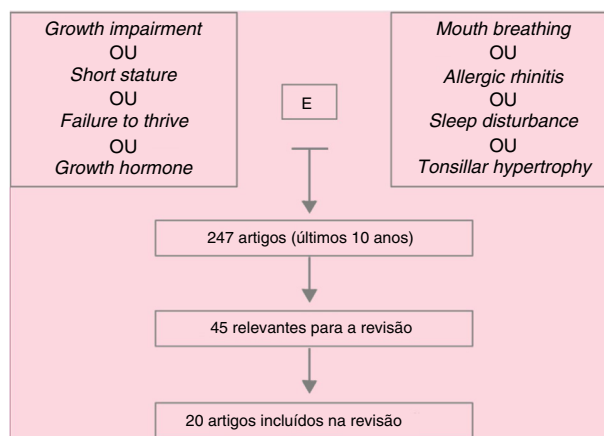 Growth impairment
OU
Short stature
OU
Failure to thrive
OU
Growth hormone
E
Mouth breathing
OU
Allergic rhinitis
OU
Sleep disturbance
OU
Tonsillar hypertrophy
247 artigos (últimos 10 anos)
45 relevantes para a revisão
20 artigos incluídos na revisão